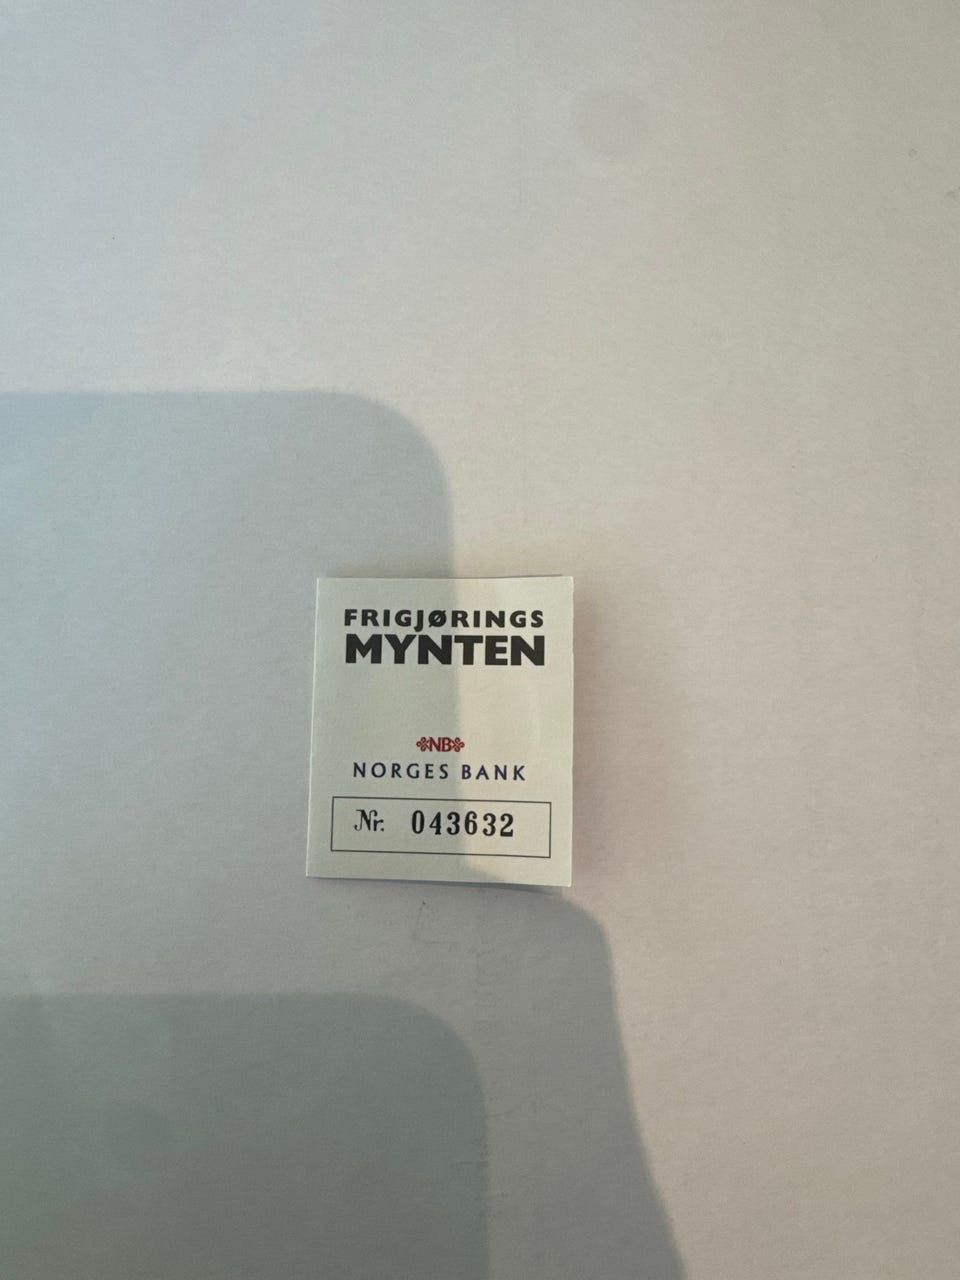 FRIGJØRINGS
MYNTEN
NB
NORGES BANK
Nr. 043632